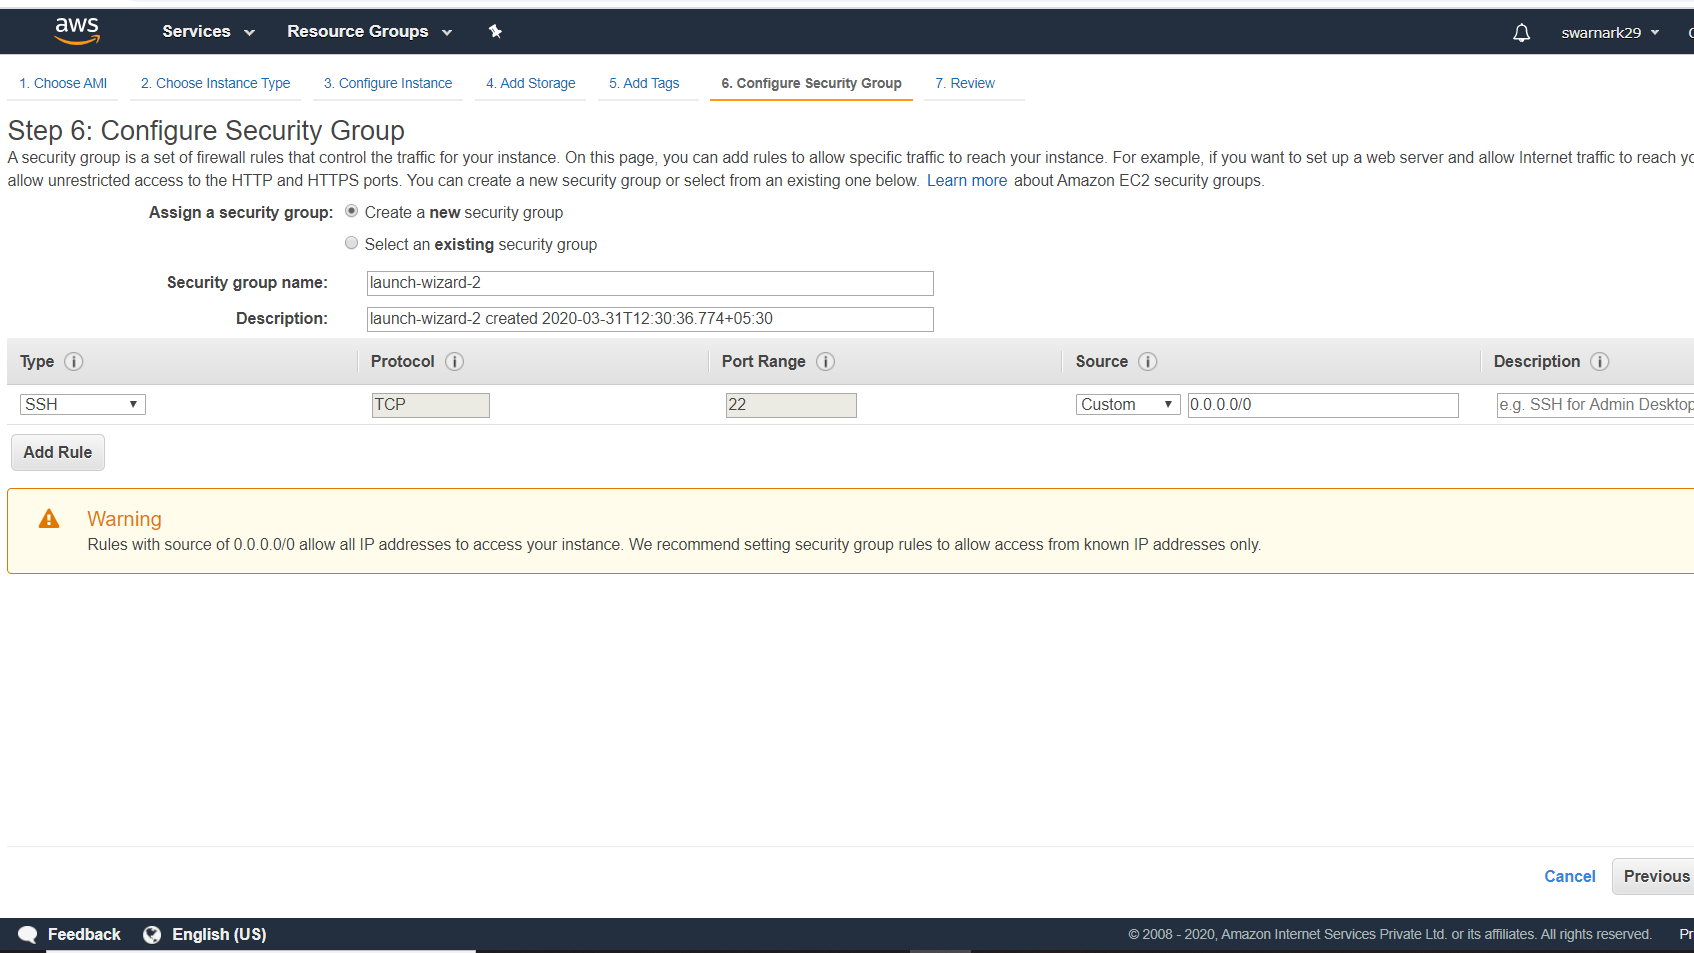 aws Services Resource Groups swarnark29
1. Choose AMI 2. Choose Instance Type 3. Configure Instance 4. Add Storage 5. Add Tags 6. Configure Security Group 7. Review
Step 6: Configure Security Group
A security group is a set of firewall rules that control the traffic for your instance. On this page, you can add rules to allow specific traffic to reach your instance. For example, if you want to set up a web server and allow Internet traffic to reach
allow unrestricted access to the HTTP and HTTPS ports. You can create a new security group or select from an existing one below. Learn more about Amazon EC2 security groups.
Assign a security group: Create a new security group
Select an existing security group
Security group name: launch-wizard-2
Description: launch-wizard-2 created 2020-03-31T12:30:36.774+05:30
Type Protocol Port Range Source Description
SSH TCP 22 Custom 0.0.0.0/0 e.g. SSH for Admin Desktop
Add Rule
Warning
Rules with source of 0.0.0.0/0 allow all IP addresses to access your instance. We recommend setting security group rules to allow access from known IP addresses only.
Cancel Previous
Feedback English (US) © 2008 - 2020, Amazon Internet Services Private Ltd. or its affiliates. All rights reserved.